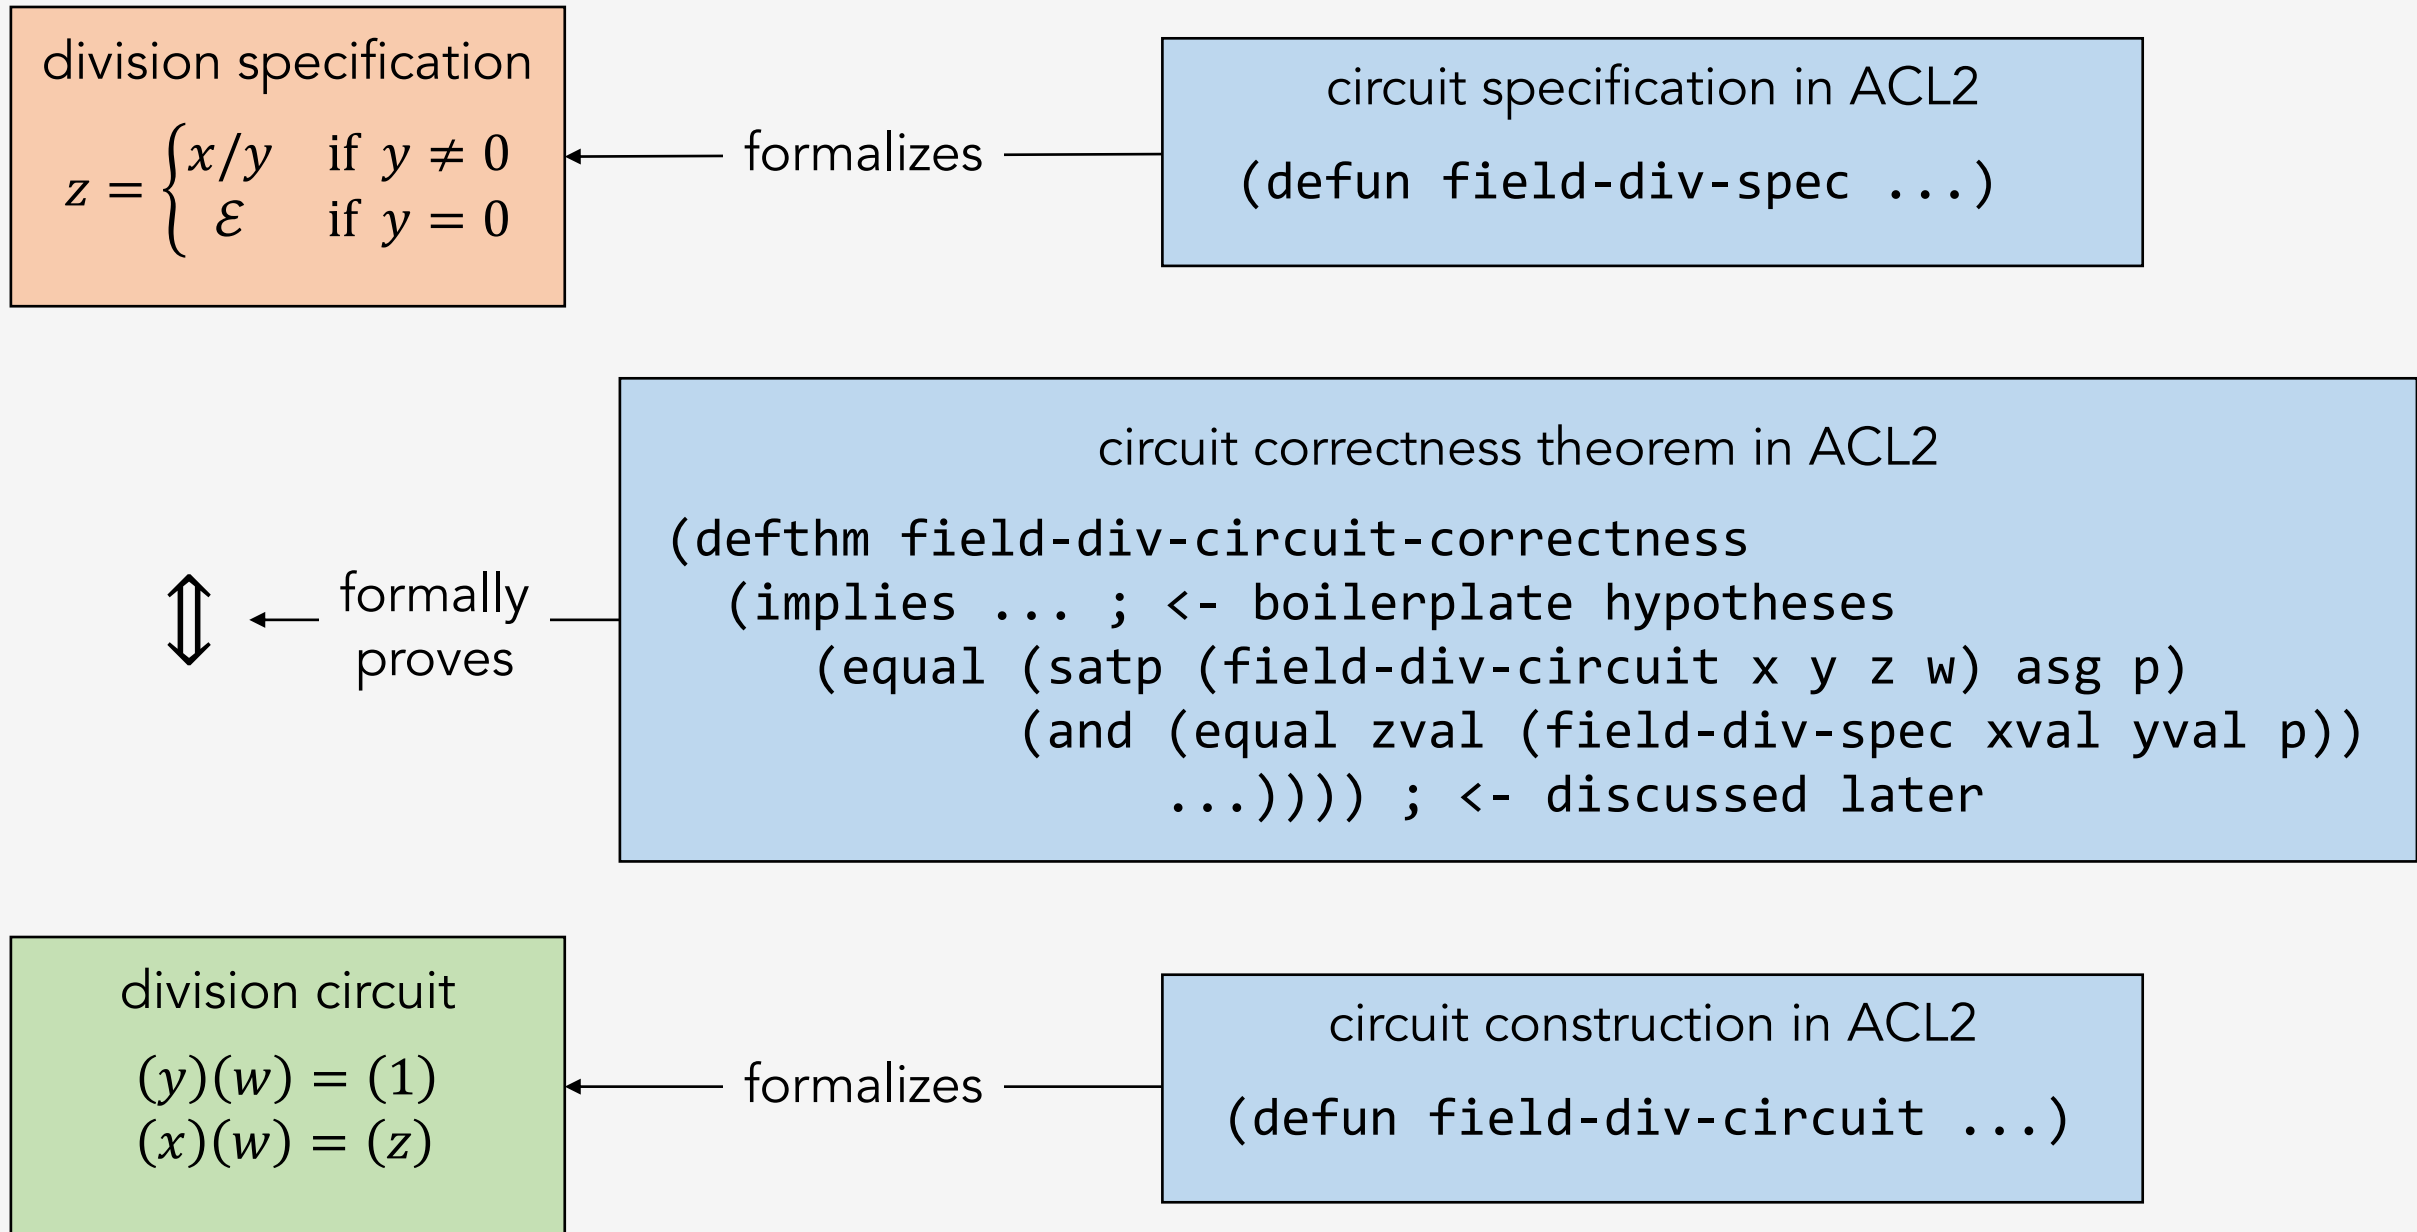 division specification
z = { x/y if y ≠ 0
ℰ if y = 0
formalizes
circuit specification in ACL2
(defun field-div-spec ...)
⇕
formally
proves
circuit correctness theorem in ACL2
(defthm field-div-circuit-correctness
(implies ... ; <- boilerplate hypotheses
(equal (satp (field-div-circuit x y z w) asg p)
(and (equal zval (field-div-spec xval yval p))
...)))) ; <- discussed later
division circuit
(y)(w) = (1)
(x)(w) = (z)
formalizes
circuit construction in ACL2
(defun field-div-circuit ...)